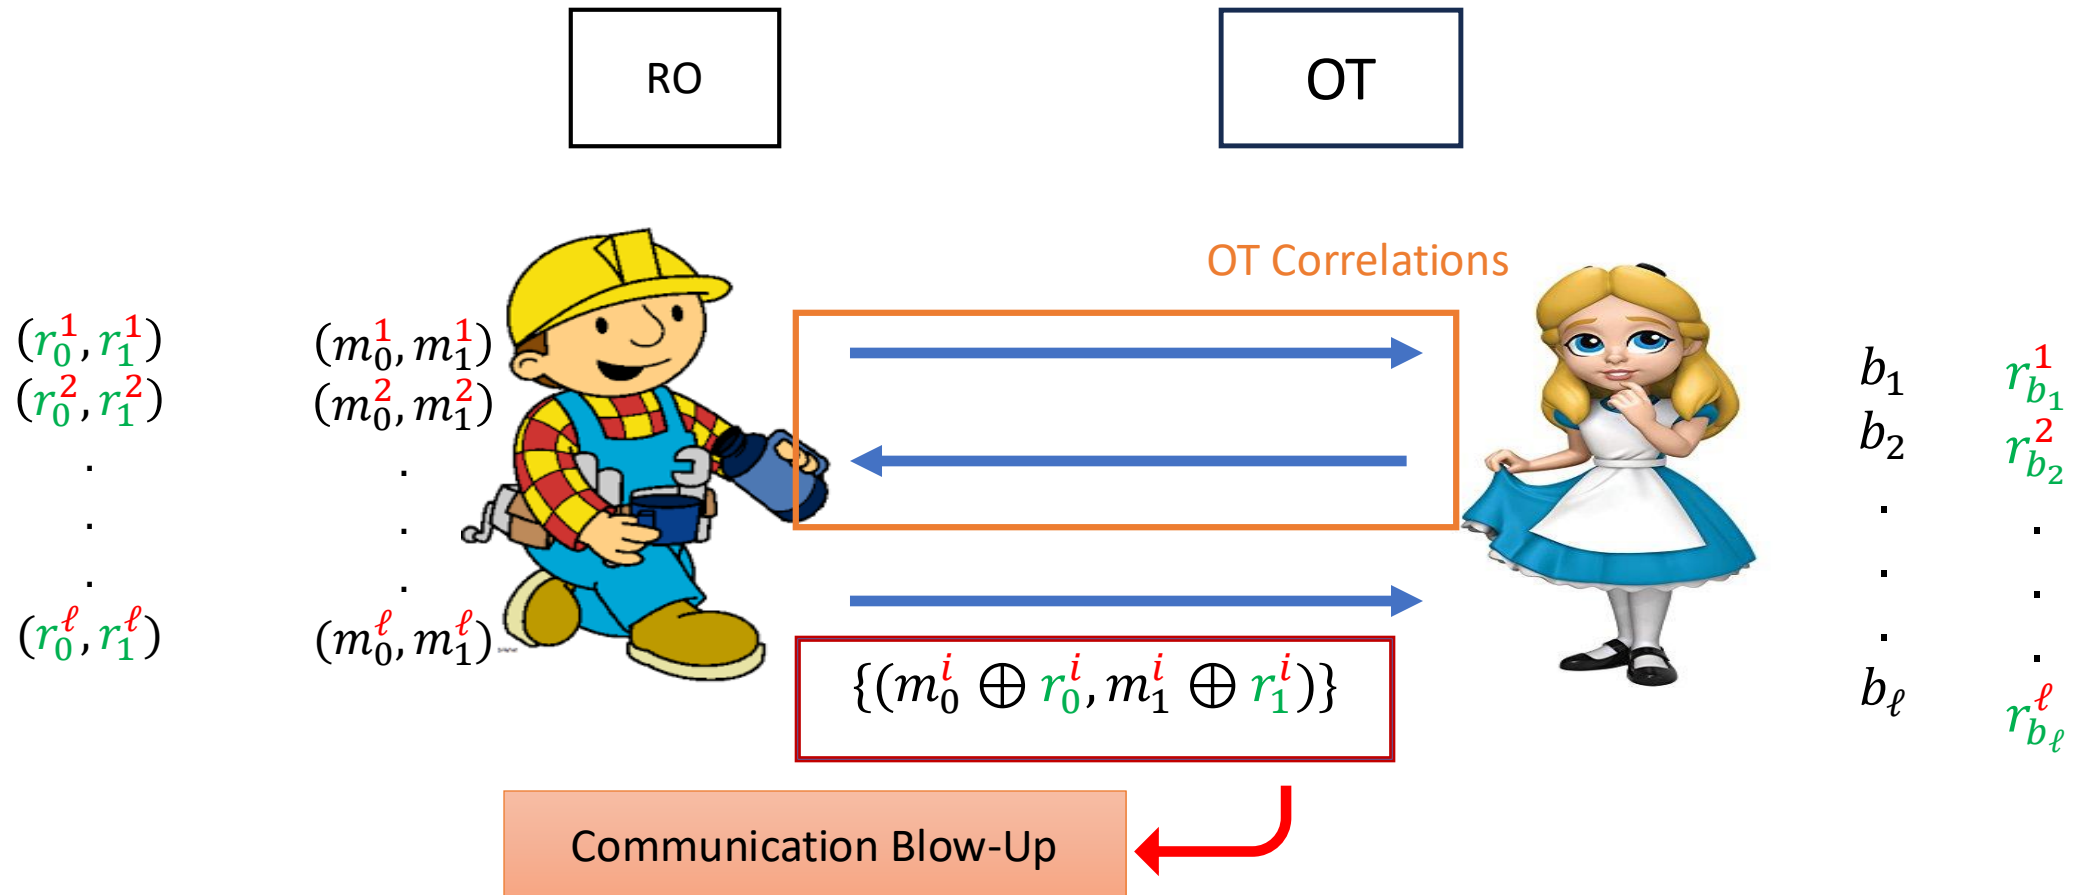 RO
OT
OT Correlations
(r_0^1, r_1^1)
(r_0^2, r_1^2)
.
.
.
(r_0^ℓ, r_1^ℓ)
(m_0^1, m_1^1)
(m_0^2, m_1^2)
.
.
.
(m_0^ℓ, m_1^ℓ)
b_1
b_2
.
.
.
b_ℓ
r_{b_1}^1
r_{b_2}^2
.
.
.
r_{b_ℓ}^ℓ
{(m_0^i ⊕ r_0^i, m_1^i ⊕ r_1^i)}
Communication Blow-Up